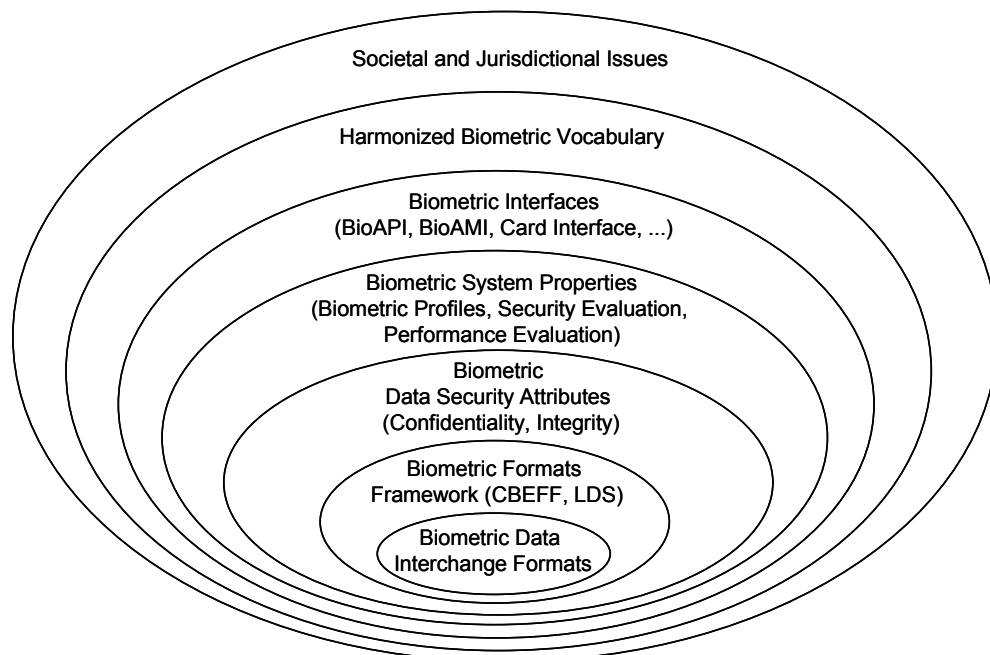 Societal and Jurisdictional Issues
Harmonized Biometric Vocabulary
Biometric Interfaces
(BioAPI, BioAMI, Card Interface, ...)
Biometric System Properties
(Biometric Profiles, Security Evaluation,
Performance Evaluation)
Biometric
Data Security Attributes
(Confidentiality, Integrity)
Biometric Formats
Framework (CBEFF, LDS)
Biometric Data
Interchange Formats